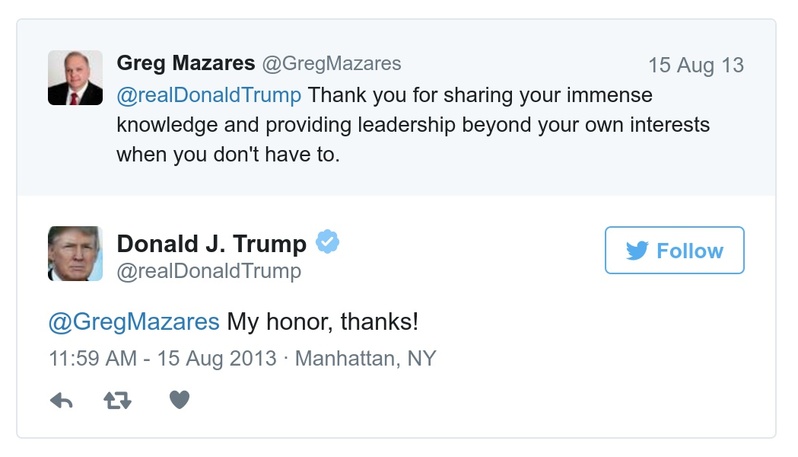 Greg Mazares @GregMazares 15 Aug 13
@realDonaldTrump Thank you for sharing your immense
knowledge and providing leadership beyond your own interests
when you don't have to.
Donald J. Trump
@realDonaldTrump
Follow
@GregMazares My honor, thanks!
11:59 AM - 15 Aug 2013 · Manhattan, NY